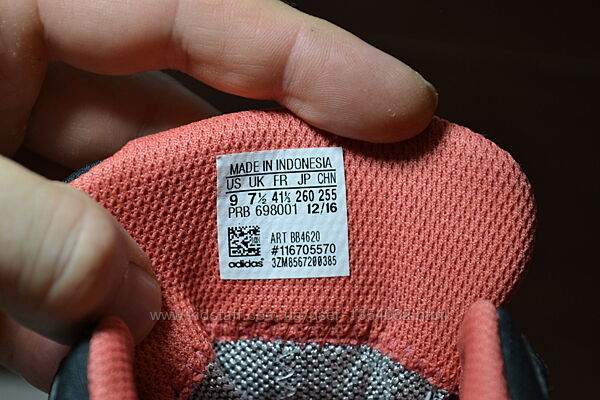 MADE IN INDONESIA
US UK FR JP CHN
9 7½ 41⅓ 260 255
PRB 698001 12/16
ART BB4620
#116705570
adidas 3ZM8567200385